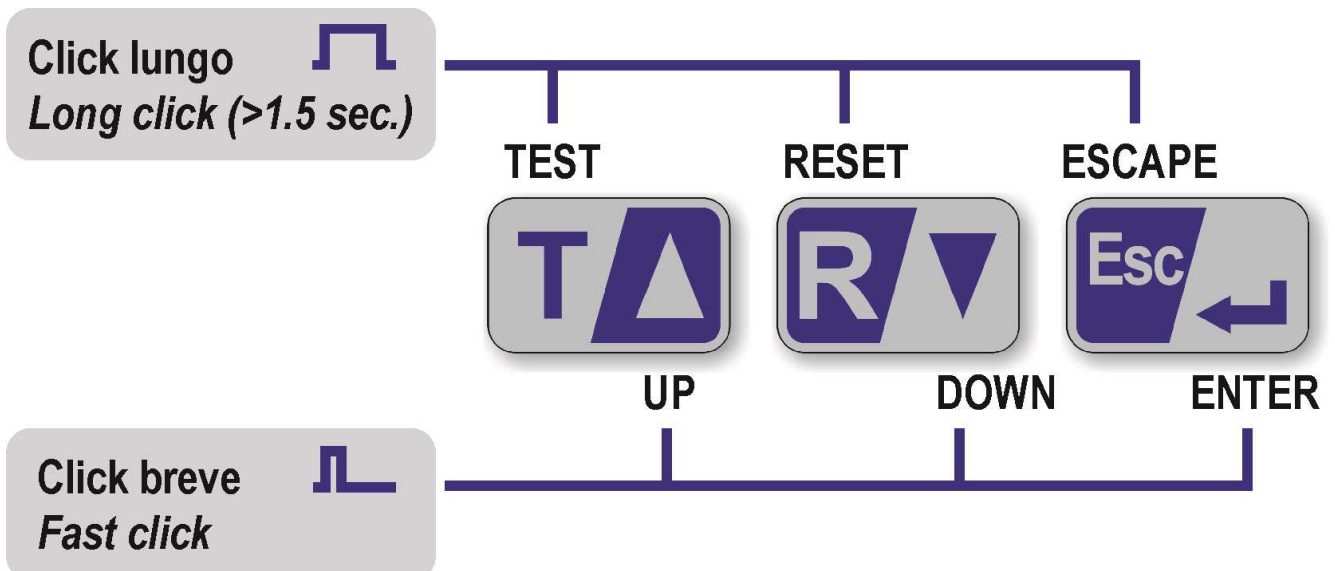 Click lungo
Long click (>1.5 sec.)
TEST RESET ESCAPE
T R Esc
UP DOWN ENTER
Click breve
Fast click